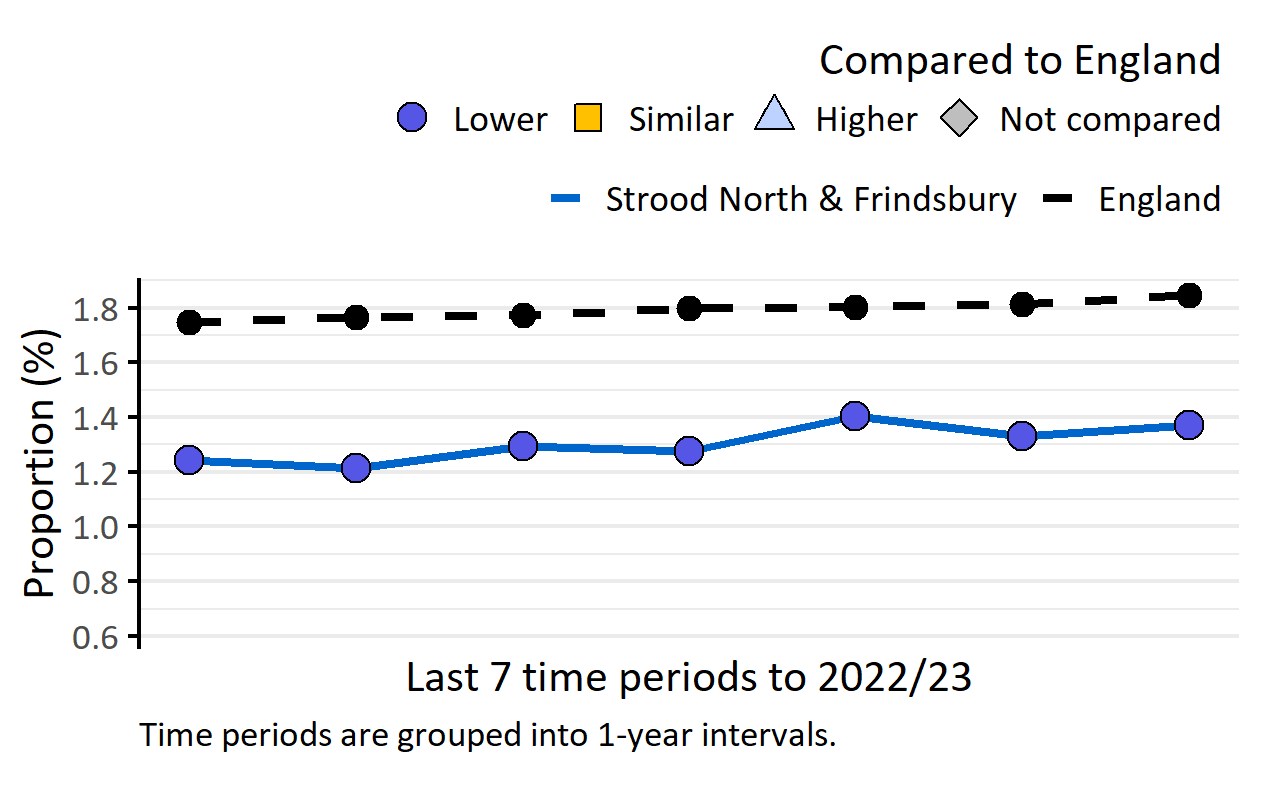 Compared to England
Lower Similar Higher Not compared
Strood North & Frindsbury England
Proportion (%)
1.8
1.6
1.4
1.2
1.0
0.8
0.6
Last 7 time periods to 2022/23
Time periods are grouped into 1-year intervals.